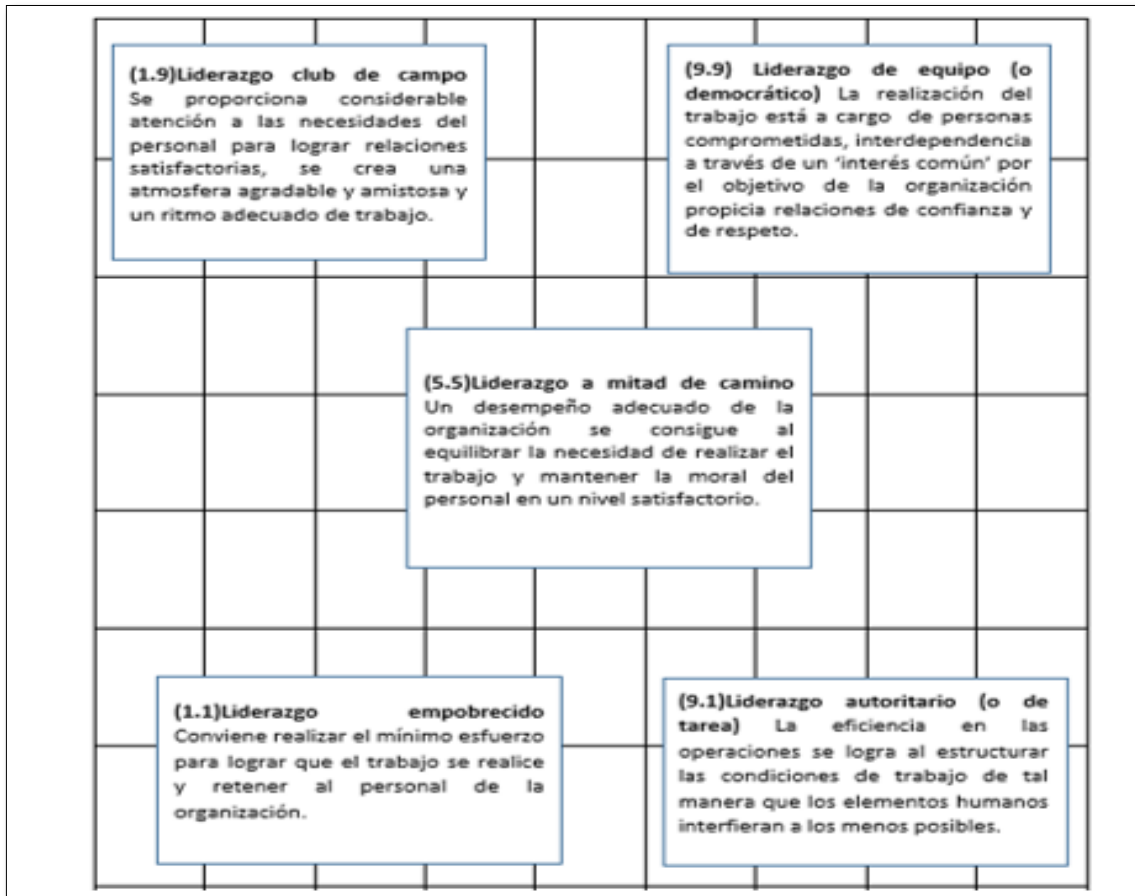 (1.9)Liderazgo club de campo
Se proporciona considerable
atención a las necesidades del
personal para lograr relaciones
satisfactorias, se crea una
atmosfera agradable y amistosa y
un ritmo adecuado de trabajo.
(9.9) Liderazgo de equipo (o
democrático) La realización del
trabajo está a cargo de personas
comprometidas, interdependencia
a través de un ‘interés común’ por
el objetivo de la organización
propicia relaciones de confianza y
de respeto.
(5.5)Liderazgo a mitad de camino
Un desempeño adecuado de la
organización se consigue al
equilibrar la necesidad de realizar el
trabajo y mantener la moral del
personal en un nivel satisfactorio.
(1.1)Liderazgo empobrecido
Conviene realizar el mínimo esfuerzo
para lograr que el trabajo se realice
y retener al personal de la
organización.
(9.1)Liderazgo autoritario (o de
tarea) La eficiencia en las
operaciones se logra al estructurar
las condiciones de trabajo de tal
manera que los elementos humanos
interfieran a los menos posibles.